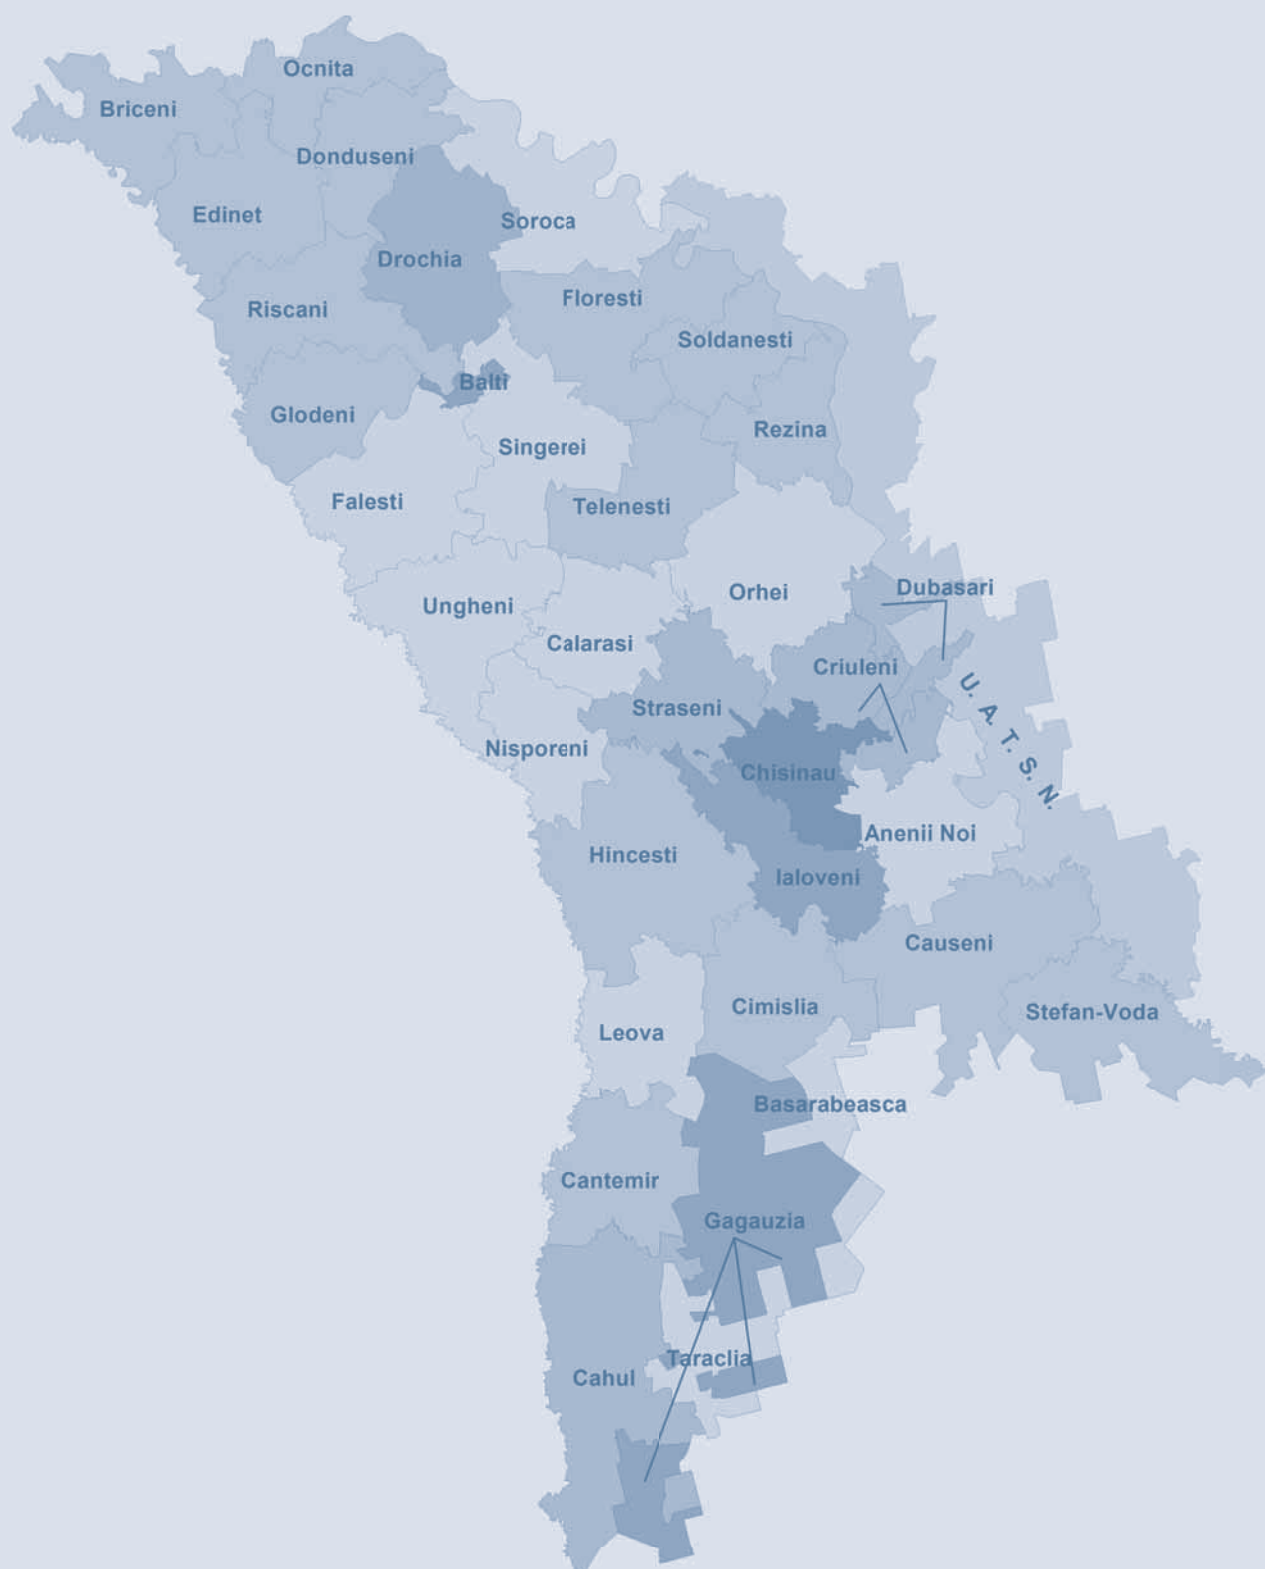 Ocnita
Briceni
Donduseni
Edinet
Soroca
Drochia
Floresti
Riscani
Soldanesti
Balti
Glodeni
Rezina
Singerei
Falesti
Telenesti
Dubasari
Orhei
Ungheni
Calarasi
Criuleni
U. A. T. S. N.
Straseni
Nisporeni
Chisinau
Anenii Noi
Hincesti
Ialoveni
Causeni
Cimislia
Stefan-Voda
Leova
Basarabeasca
Cantemir
Gagauzia
Taraclia
Cahul